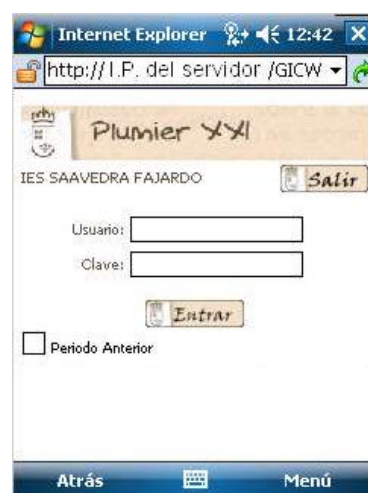 Internet Explorer 12:42
http://I.P. del servidor /GICW
Plumier XXI
IES SAAVEDRA FAJARDO
Salir
Usuario:
Clave:
Entrar
Periodo Anterior
Atrás Menú